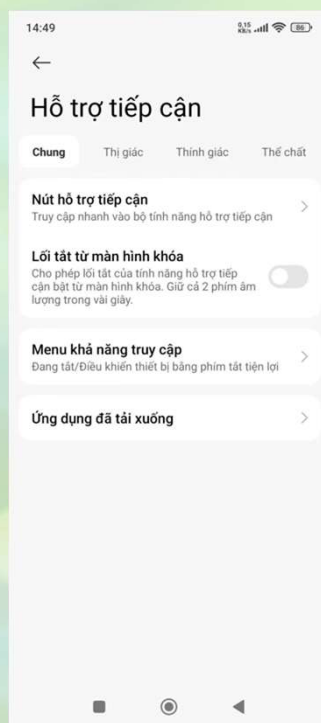 14:49
0,15
KB/s
86
Hỗ trợ tiếp cận
Chung Thị giác Thính giác Thể chất
Nút hỗ trợ tiếp cận
Truy cập nhanh vào bộ tính năng hỗ trợ tiếp cận
Lối tắt từ màn hình khóa
Cho phép lối tắt của tính năng hỗ trợ tiếp
cận bật từ màn hình khóa. Giữ cả 2 phím âm
lượng trong vài giây.
Menu khả năng truy cập
Đang tắt/Điều khiển thiết bị bằng phím tắt tiện lợi
Ứng dụng đã tải xuống